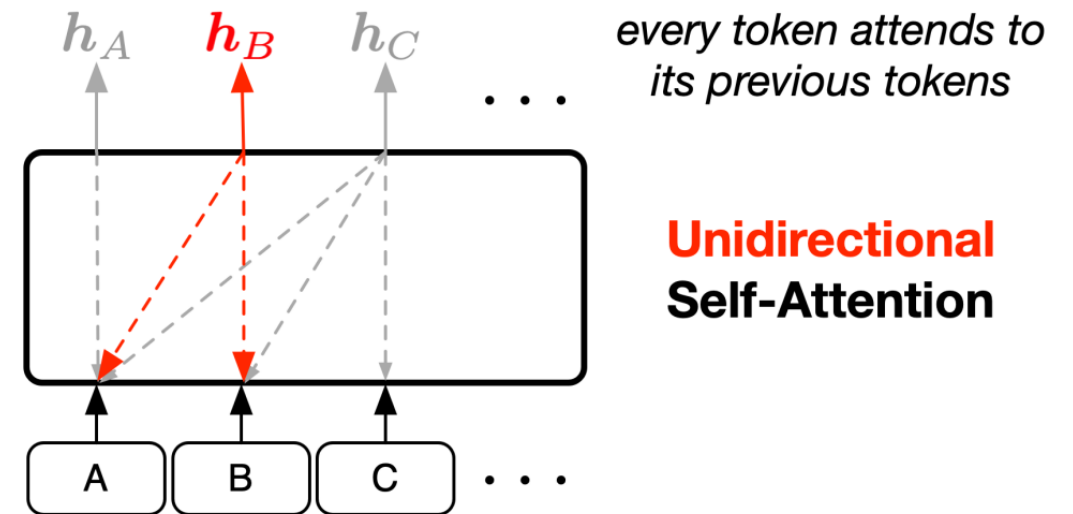 h_A h_B h_C
every token attends to
its previous tokens
. . .
Unidirectional
Self-Attention
A B C . . .